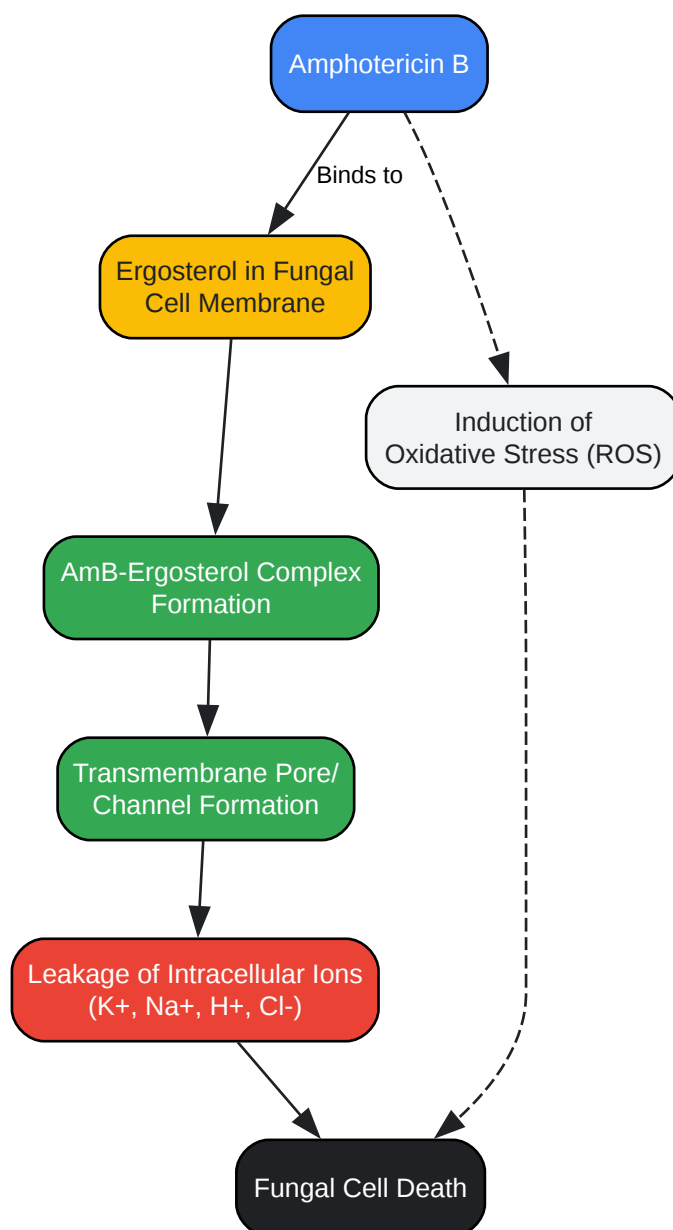 Amphotericin B
Binds to
Ergosterol in Fungal
Cell Membrane
Induction of
Oxidative Stress (ROS)
AmB-Ergosterol Complex
Formation
Transmembrane Pore/
Channel Formation
Leakage of Intracellular Ions
(K+, Na+, H+, Cl-)
Fungal Cell Death